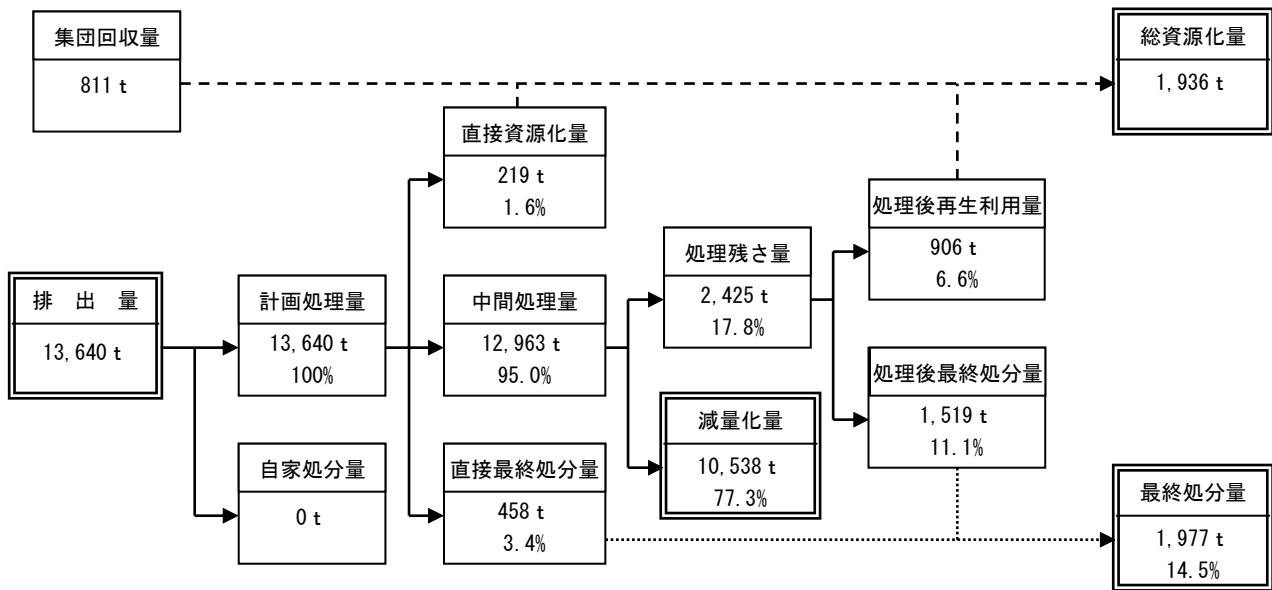 集団回収量
811 t
総資源化量
1,936 t
直接資源化量
219 t
1.6%
処理後再生利用量
906 t
6.6%
処理残さ量
2,425 t
17.8%
排　出　量
13,640 t
計画処理量
13,640 t
100%
中間処理量
12,963 t
95.0%
処理後最終処分量
1,519 t
11.1%
減量化量
10,538 t
77.3%
自家処分量
0 t
直接最終処分量
458 t
3.4%
最終処分量
1,977 t
14.5%